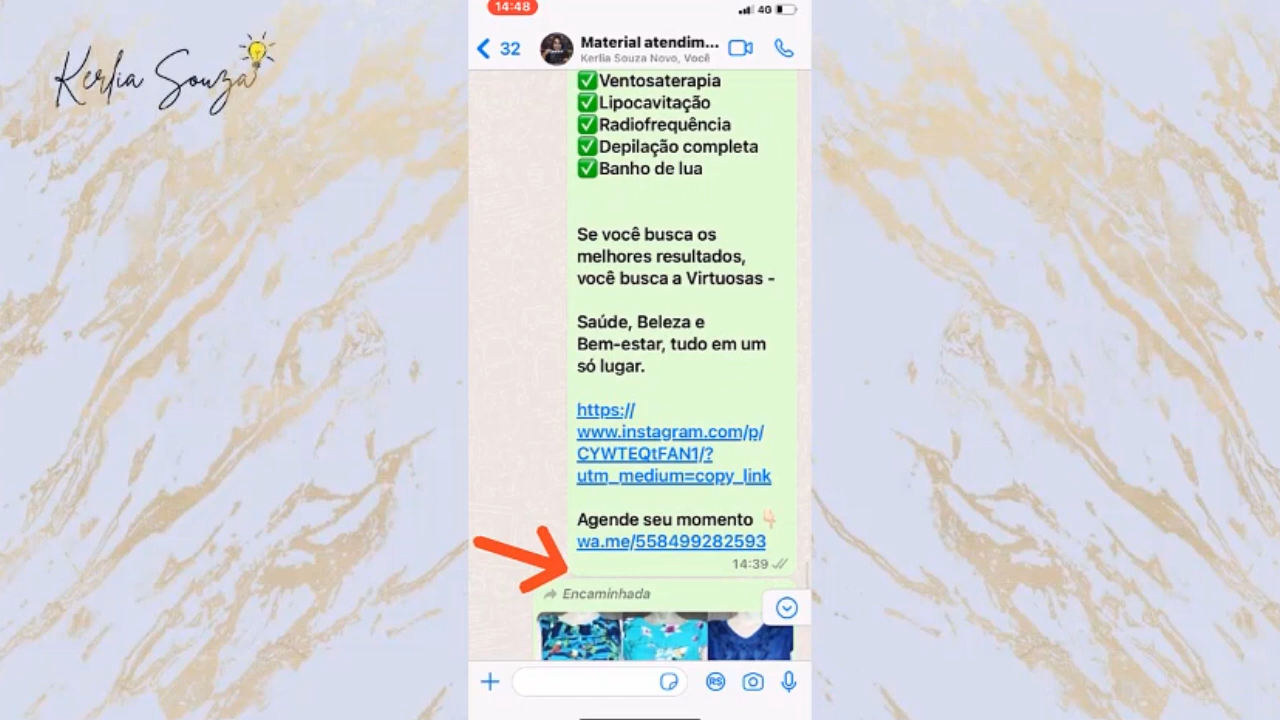 Kerlia Souza
14:48
4G
32
Material atendim...
Kerlia Souza Novo, Você
✅Ventosaterapia
✅Lipocavitação
✅Radiofrequência
✅Depilação completa
✅Banho de lua
Se você busca os
melhores resultados,
você busca a Virtuosas -
Saúde, Beleza e
Bem-estar, tudo em um
só lugar.
https://
www.instagram.com/p/
CYWTEQtFAN1/?
utm_medium=copy_link
Agende seu momento 👇🏻
wa.me/558499282593
14:39
Encaminhada
R$